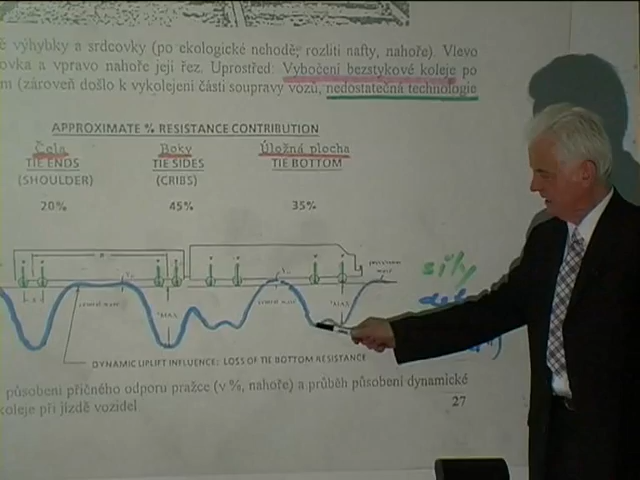 výhybky a srdcovky (po ekologické nehodě; rozlití nafty, nahoře). Vlevo
ovka a vpravo nahoře její řez. Uprostřed: Vybočení bezstykové koleje po
m (zároveň došlo k vykolejení části soupravy vozů, nedostatečná technologie
APPROXIMATE % RESISTANCE CONTRIBUTION
Čela Boky Úložná plocha
TIE ENDS TIE SIDES TIE BOTTOM
(SHOULDER) (CRIBS)
20% 45% 35%
síly
DYNAMIC UPLIFT INFLUENCE: LOSS OF TIE BOTTOM RESISTANCE
působení příčného odporu pražce (v %, nahoře) a průběh působení dynamické
27
koleje při jízdě vozidel